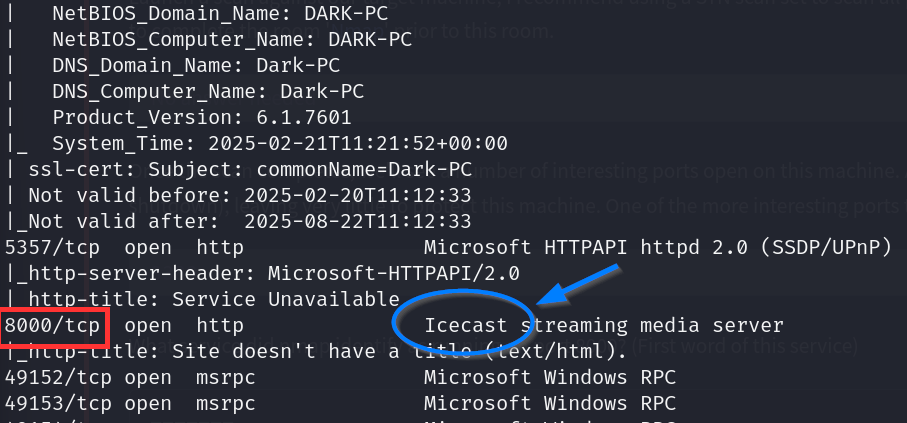 |   NetBIOS_Domain_Name: DARK-PC
|   NetBIOS_Computer_Name: DARK-PC
|   DNS_Domain_Name: Dark-PC
|   DNS_Computer_Name: Dark-PC
|   Product_Version: 6.1.7601
|_  System_Time: 2025-02-21T11:21:52+00:00
| ssl-cert: Subject: commonName=Dark-PC
| Not valid before: 2025-02-20T11:12:33
|_Not valid after:  2025-08-22T11:12:33
5357/tcp  open  http               Microsoft HTTPAPI httpd 2.0 (SSDP/UPnP)
|_http-server-header: Microsoft-HTTPAPI/2.0
|_http-title: Service Unavailable
8000/tcp  open  http               Icecast streaming media server
|_http-title: Site doesn't have a title (text/html).
49152/tcp open  msrpc              Microsoft Windows RPC
49153/tcp open  msrpc              Microsoft Windows RPC